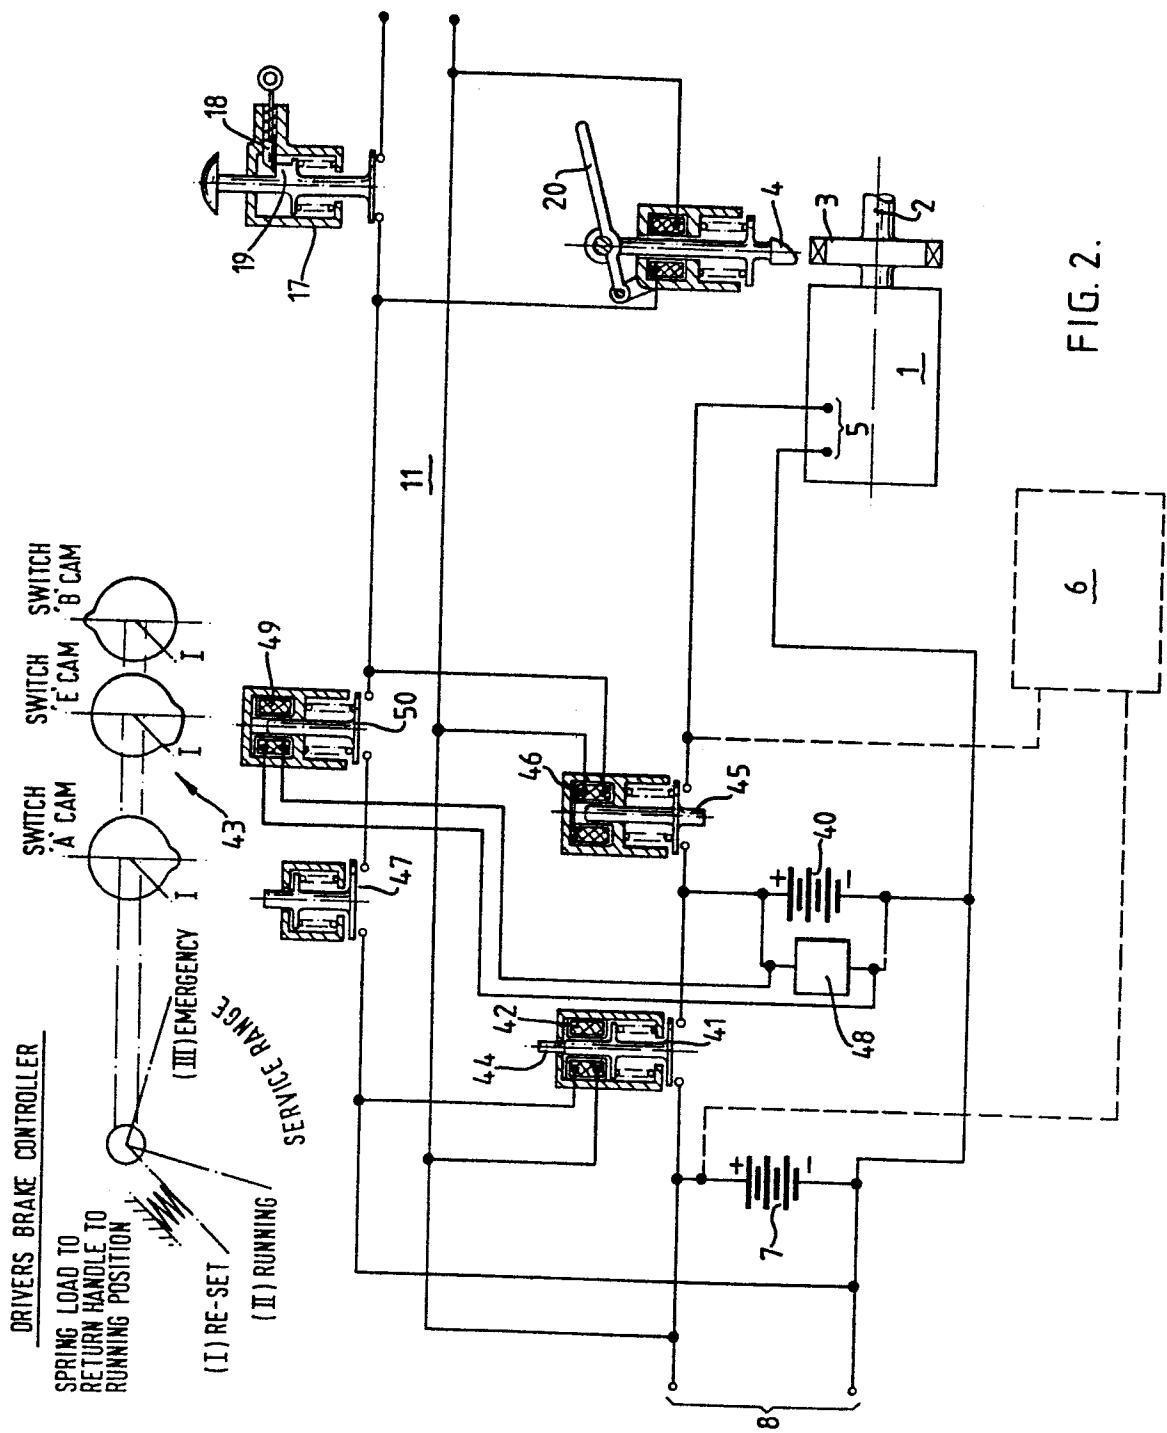 DRIVERS BRAKE CONTROLLER
SPRING LOAD TO
RETURN HANDLE TO
RUNNING POSITION
(I) RE-SET
(II) RUNNING
(III) EMERGENCY
SERVICE RANGE
SWITCH
'A' CAM
SWITCH
'E' CAM
SWITCH
'B' CAM
I
I
I
43
47
49
50
17
18
19
11
20
4
3
2
1
5
6
44
42
41
46
45
40
+
-
48
7
+
-
8
FIG. 2.